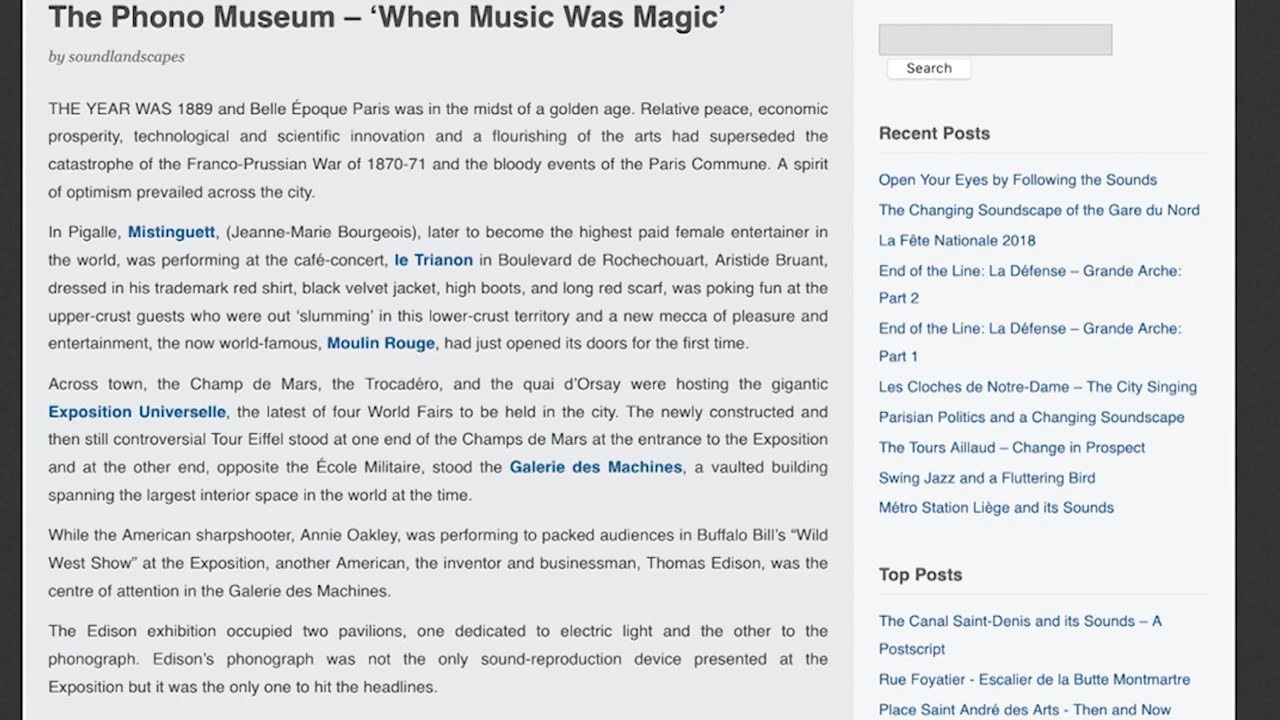 The Phono Museum – ‘When Music Was Magic’
by soundlandscapes
THE YEAR WAS 1889 and Belle Époque Paris was in the midst of a golden age. Relative peace, economic
prosperity, technological and scientific innovation and a flourishing of the arts had superseded the
catastrophe of the Franco-Prussian War of 1870-71 and the bloody events of the Paris Commune. A spirit
of optimism prevailed across the city.
In Pigalle, Mistinguett, (Jeanne-Marie Bourgeois), later to become the highest paid female entertainer in
the world, was performing at the café-concert, le Trianon in Boulevard de Rochechouart, Aristide Bruant,
dressed in his trademark red shirt, black velvet jacket, high boots, and long red scarf, was poking fun at the
upper-crust guests who were out ‘slumming’ in this lower-crust territory and a new mecca of pleasure and
entertainment, the now world-famous, Moulin Rouge, had just opened its doors for the first time.
Across town, the Champ de Mars, the Trocadéro, and the quai d’Orsay were hosting the gigantic
Exposition Universelle, the latest of four World Fairs to be held in the city. The newly constructed and
then still controversial Tour Eiffel stood at one end of the Champs de Mars at the entrance to the Exposition
and at the other end, opposite the École Militaire, stood the Galerie des Machines, a vaulted building
spanning the largest interior space in the world at the time.
While the American sharpshooter, Annie Oakley, was performing to packed audiences in Buffalo Bill’s “Wild
West Show” at the Exposition, another American, the inventor and businessman, Thomas Edison, was the
centre of attention in the Galerie des Machines.
The Edison exhibition occupied two pavilions, one dedicated to electric light and the other to the
phonograph. Edison’s phonograph was not the only sound-reproduction device presented at the
Exposition but it was the only one to hit the headlines.
Search
Recent Posts
Open Your Eyes by Following the Sounds
The Changing Soundscape of the Gare du Nord
La Fête Nationale 2018
End of the Line: La Défense – Grande Arche:
Part 2
End of the Line: La Défense – Grande Arche:
Part 1
Les Cloches de Notre-Dame – The City Singing
Parisian Politics and a Changing Soundscape
The Tours Aillaud – Change in Prospect
Swing Jazz and a Fluttering Bird
Métro Station Liège and its Sounds
Top Posts
The Canal Saint-Denis and its Sounds – A
Postscript
Rue Foyatier - Escalier de la Butte Montmartre
Place Saint André des Arts - Then and Now